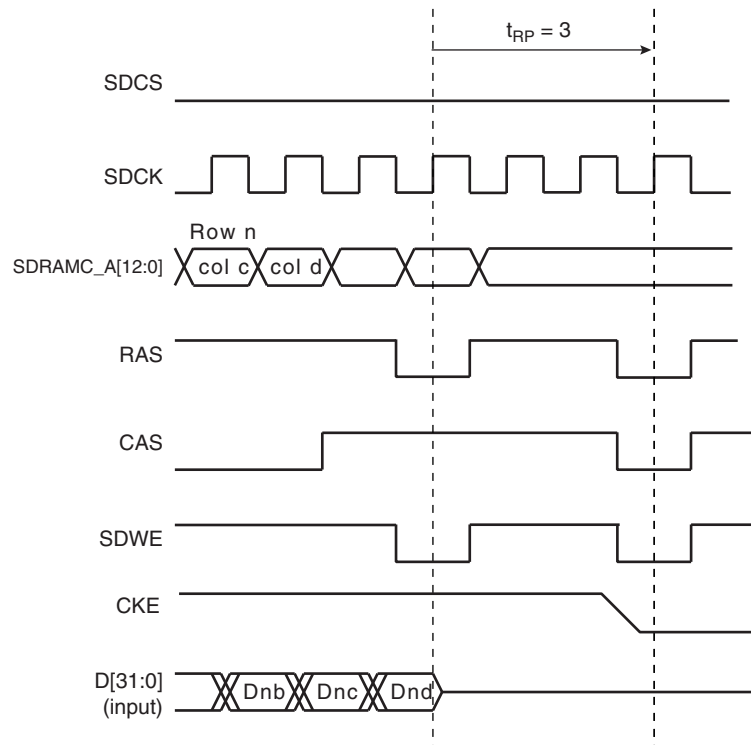 t_RP = 3
SDCS
SDCK
Row n
SDRAMC_A[12:0]
col c
col d
RAS
CAS
SDWE
CKE
D[31:0]
(input)
Dnb
Dnc
Dnd